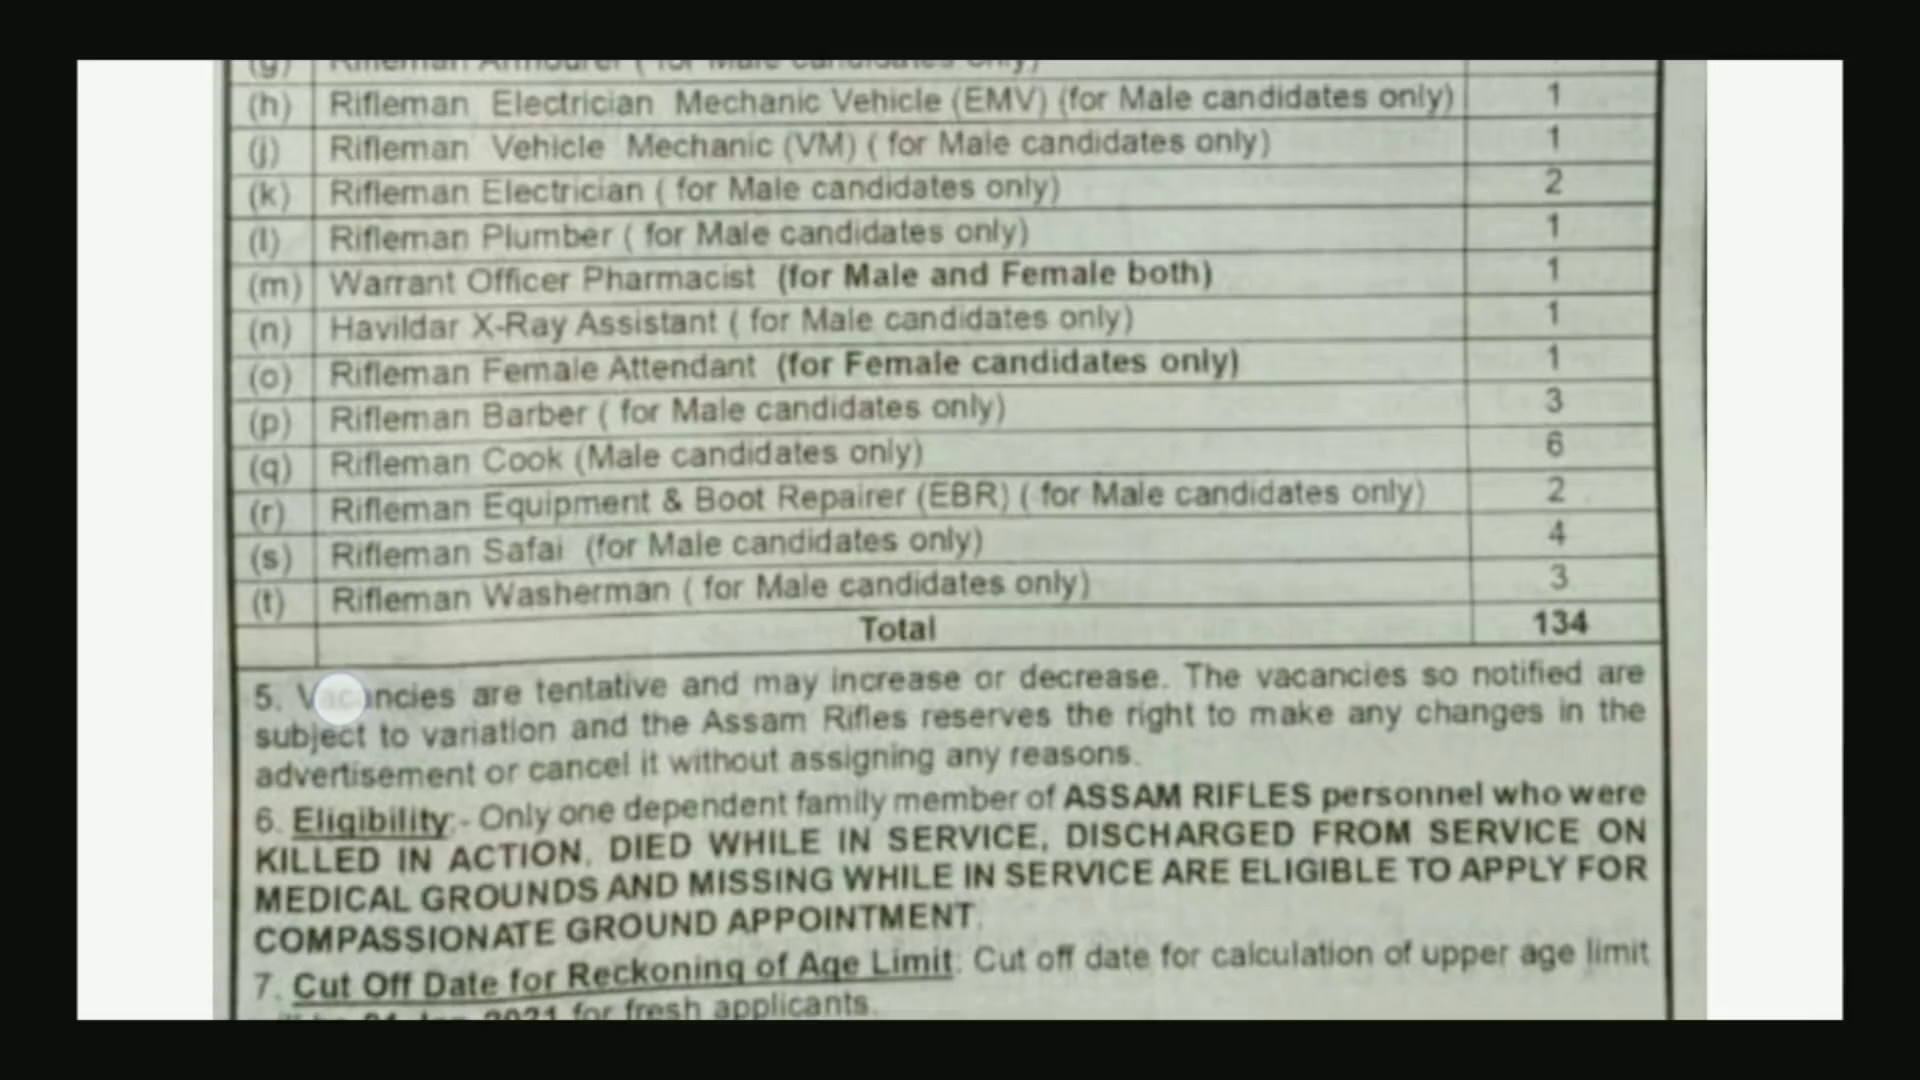 (g) Rifleman Armourer ( for Male candidates only)
(h) Rifleman Electrician Mechanic Vehicle (EMV) (for Male candidates only) 1
(j) Rifleman Vehicle Mechanic (VM) ( for Male candidates only) 1
(k) Rifleman Electrician ( for Male candidates only) 2
(l) Rifleman Plumber ( for Male candidates only) 1
(m) Warrant Officer Pharmacist (for Male and Female both) 1
(n) Havildar X-Ray Assistant ( for Male candidates only) 1
(o) Rifleman Female Attendant (for Female candidates only) 1
(p) Rifleman Barber ( for Male candidates only) 3
(q) Rifleman Cook (Male candidates only) 6
(r) Rifleman Equipment & Boot Repairer (EBR) ( for Male candidates only) 2
(s) Rifleman Safai (for Male candidates only) 4
(t) Rifleman Washerman ( for Male candidates only) 3
Total 134
5. Vacancies are tentative and may increase or decrease. The vacancies so notified are
subject to variation and the Assam Rifles reserves the right to make any changes in the
advertisement or cancel it without assigning any reasons.
6. Eligibility:- Only one dependent family member of ASSAM RIFLES personnel who were
KILLED IN ACTION, DIED WHILE IN SERVICE, DISCHARGED FROM SERVICE ON
MEDICAL GROUNDS AND MISSING WHILE IN SERVICE ARE ELIGIBLE TO APPLY FOR
COMPASSIONATE GROUND APPOINTMENT.
7. Cut Off Date for Reckoning of Age Limit: Cut off date for calculation of upper age limit
01 Jan 2021 for fresh applicants.